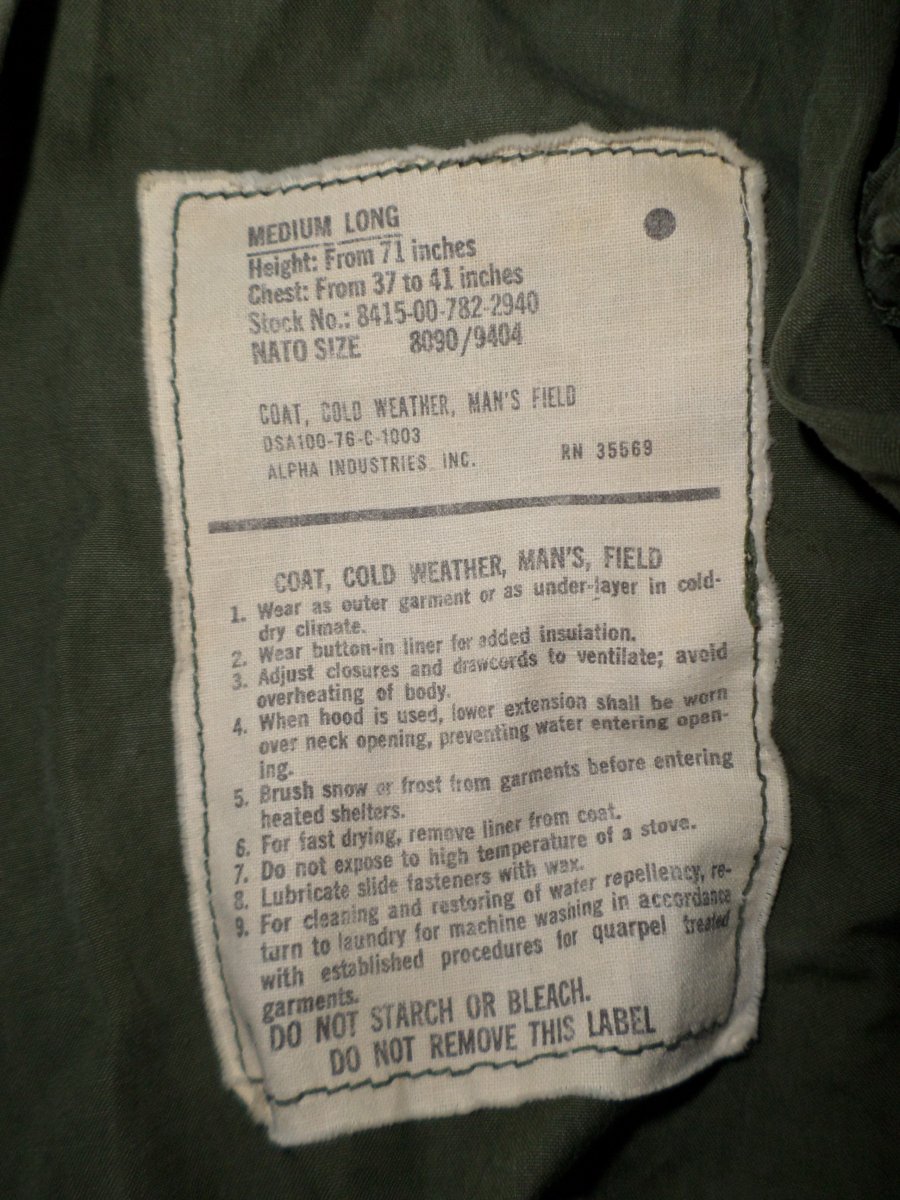 MEDIUM LONG
Height: From 71 inches
Chest: From 37 to 41 inches
Stock No.: 8415-00-782-2940
NATO SIZE 8090/9404
COAT, COLD WEATHER, MAN'S FIELD
DSA100-76-C-1003
ALPHA INDUSTRIES INC. RN 35569
COAT, COLD WEATHER, MAN'S, FIELD
1. Wear as outer garment or as under-layer in cold-
dry climate.
2. Wear button-in liner for added insulation.
3. Adjust closures and drawcords to ventilate; avoid
overheating of body.
4. When hood is used, lower extension shall be worn
over neck opening, preventing water entering open-
ing.
5. Brush snow or frost from garments before entering
heated shelters.
6. For fast drying, remove liner from coat.
7. Do not expose to high temperature of a stove.
8. Lubricate slide fasteners with wax.
9. For cleaning and restoring of water repellency, re-
turn to laundry for machine washing in accordance
with established procedures for quarpel treated
garments.
DO NOT STARCH OR BLEACH.
DO NOT REMOVE THIS LABEL